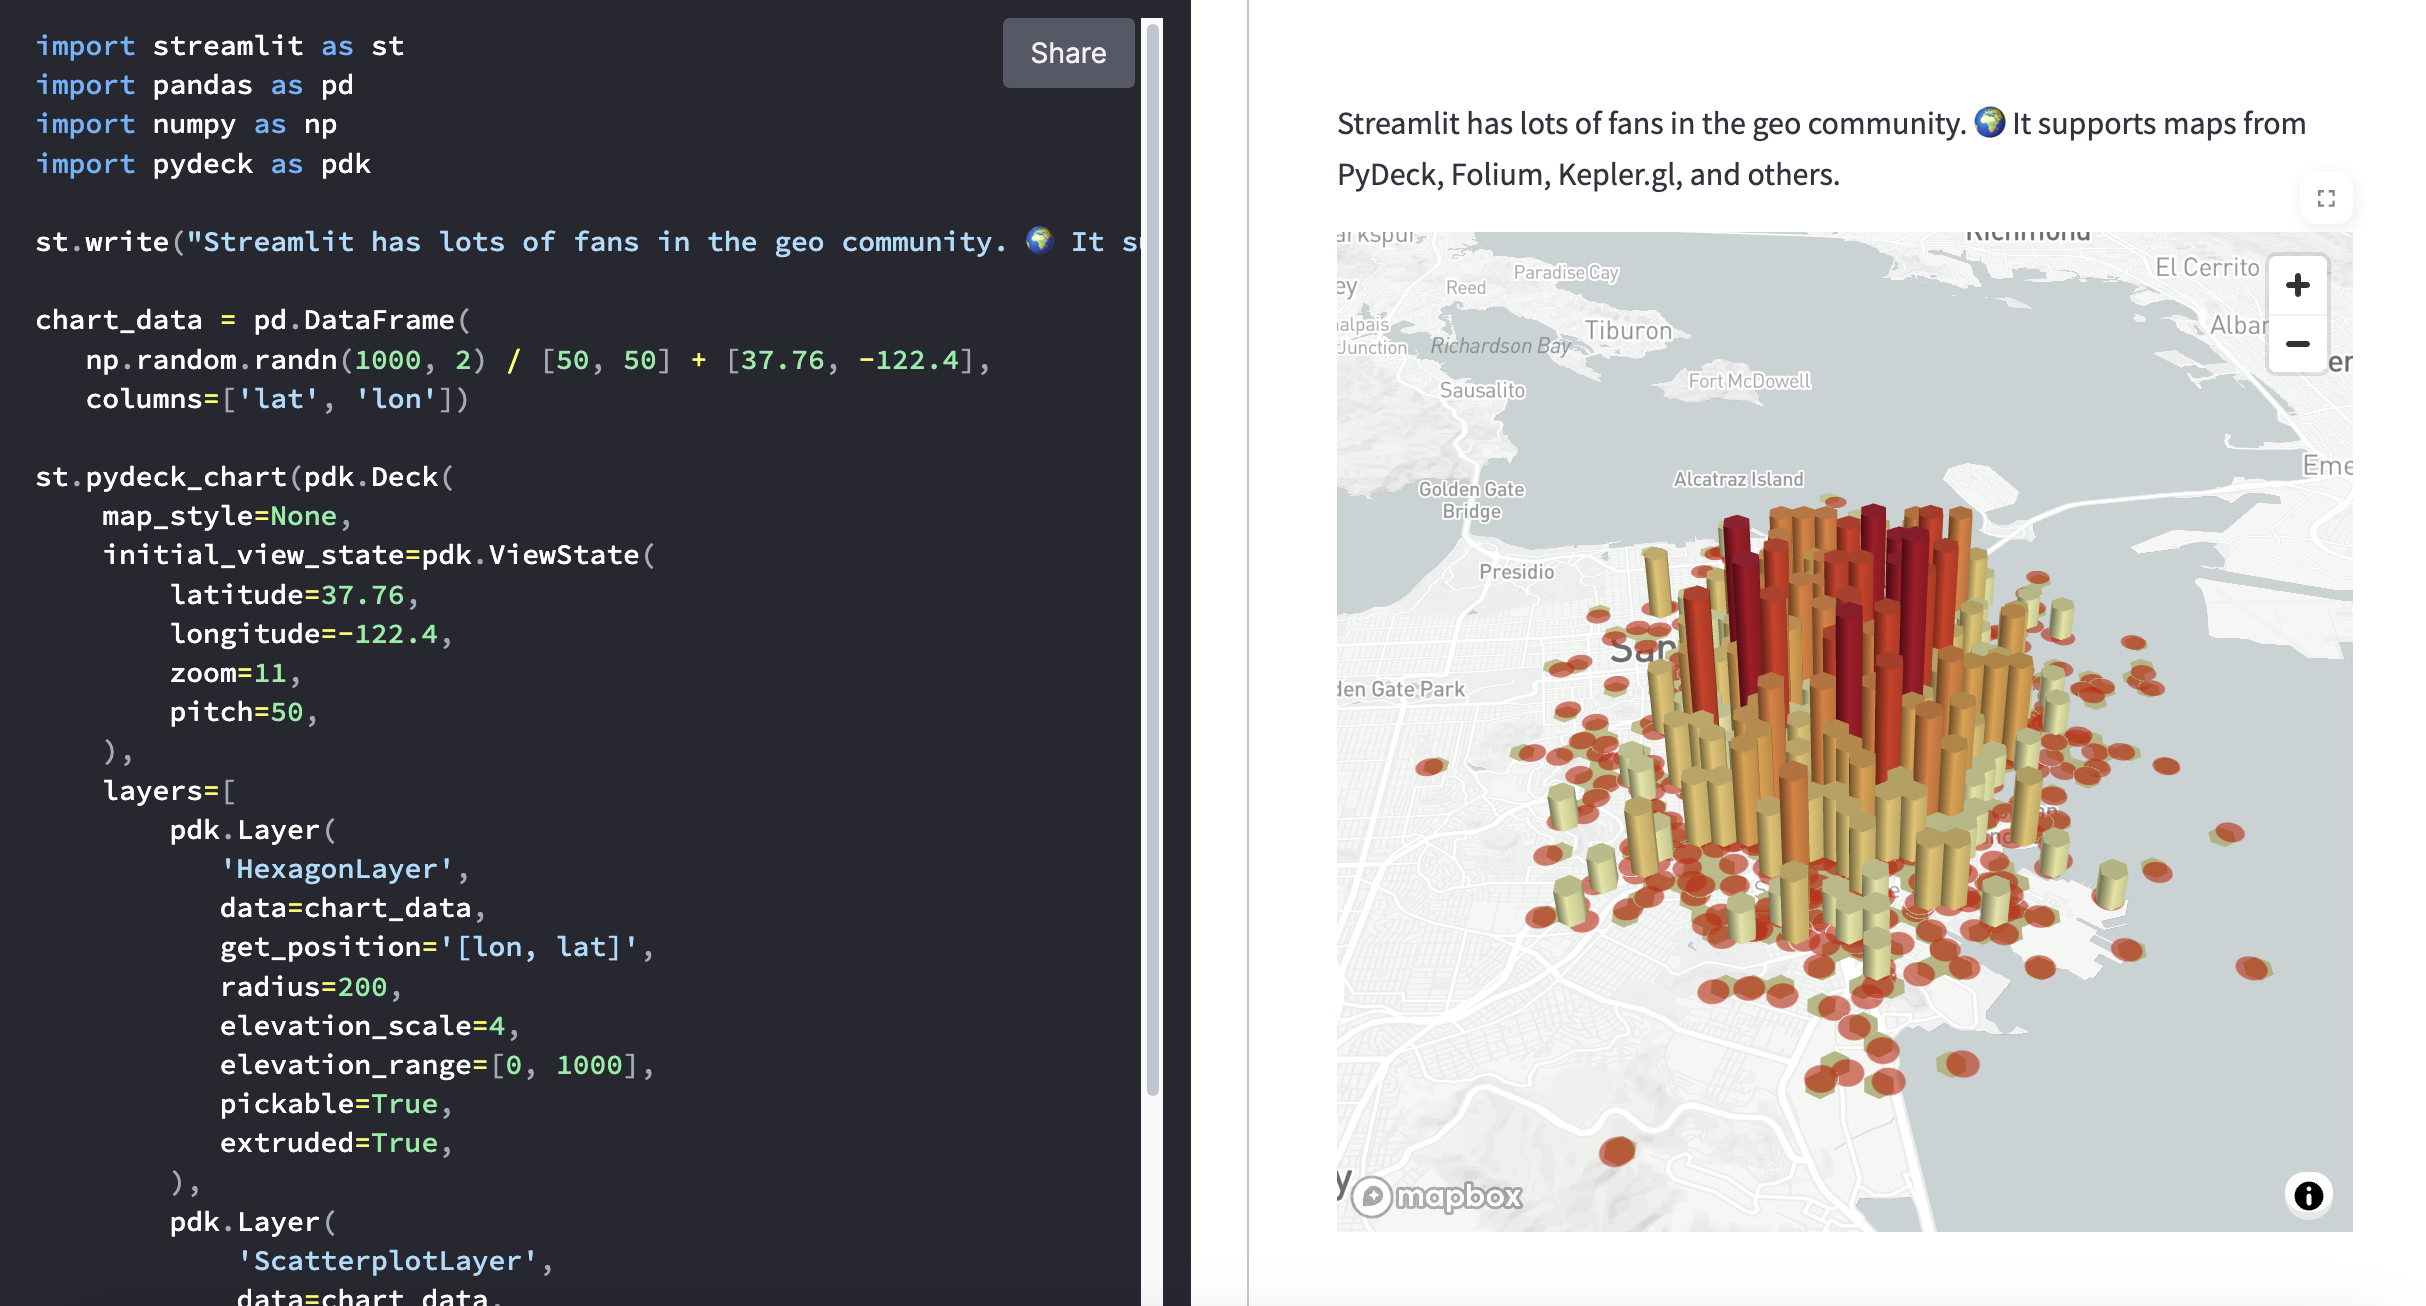 import streamlit as st
import pandas as pd
import numpy as np
import pydeck as pdk
st.write("Streamlit has lots of fans in the geo community. 🌍 It su
chart_data = pd.DataFrame(
np.random.randn(1000, 2) / [50, 50] + [37.76, -122.4],
columns=['lat', 'lon'])
st.pydeck_chart(pdk.Deck(
map_style=None,
initial_view_state=pdk.ViewState(
latitude=37.76,
longitude=-122.4,
zoom=11,
pitch=50,
),
layers=[
pdk.Layer(
'HexagonLayer',
data=chart_data,
get_position='[lon, lat]',
radius=200,
elevation_scale=4,
elevation_range=[0, 1000],
pickable=True,
extruded=True,
),
pdk.Layer(
'ScatterplotLayer',
data=chart_data,
Share
Streamlit has lots of fans in the geo community. 🌍 It supports maps from
PyDeck, Folium, Kepler.gl, and others.
arkspur
Richmond
Paradise Cay
El Cerrito
ey
Reed
alpais
Junction
Richardson Bay
Tiburon
Albar
er
Fort McDowell
Sausalito
Eme
Alcatraz Island
Golden Gate
Bridge
Presidio
San
den Gate Park
y
mapbox